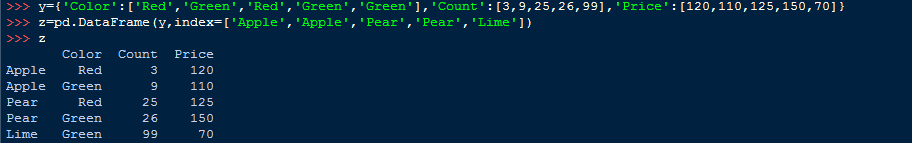 >>> y={'Color':['Red','Green','Red','Green','Green'],'Count':[3,9,25,26,99],'Price':[120,110,125,150,70]}
>>> z=pd.DataFrame(y,index=['Apple','Apple','Pear','Pear','Lime'])
>>> z
       Color  Count  Price
Apple    Red      3    120
Apple  Green      9    110
Pear     Red     25    125
Pear   Green     26    150
Lime   Green     99     70